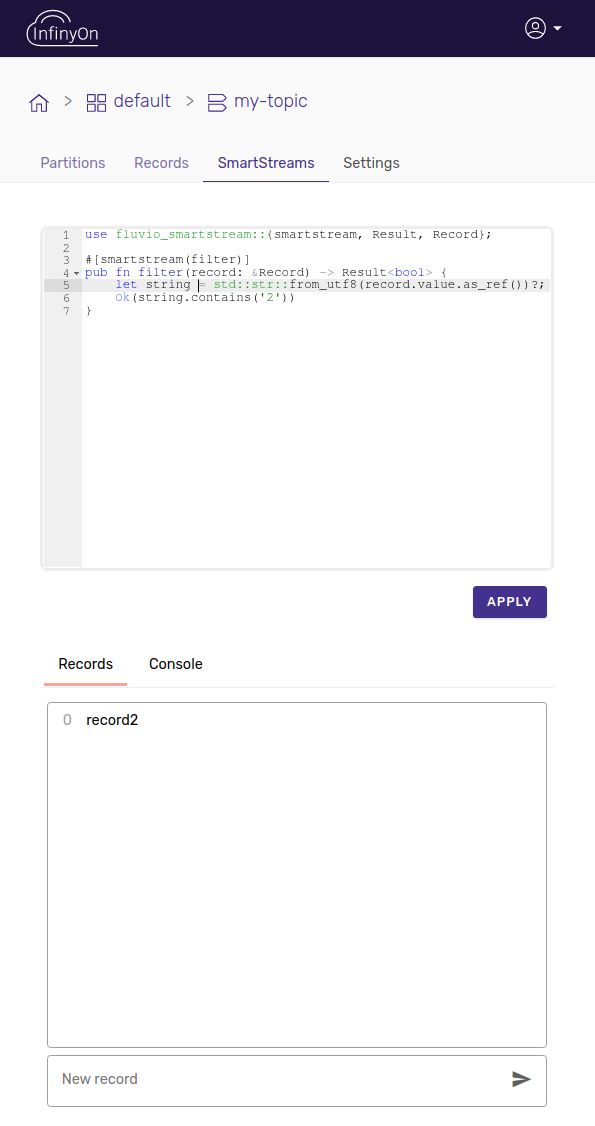 InfinyOn
> default > my-topic
Partitions Records SmartStreams Settings
1 use fluvio_smartstream::{smartstream, Result, Record};
2
3 #[smartstream(filter)]
4 pub fn filter(record: &Record) -> Result<bool> {
5     let string = std::str::from_utf8(record.value.as_ref())?;
6     Ok(string.contains('2'))
7 }
APPLY
Records Console
0 record2
New record